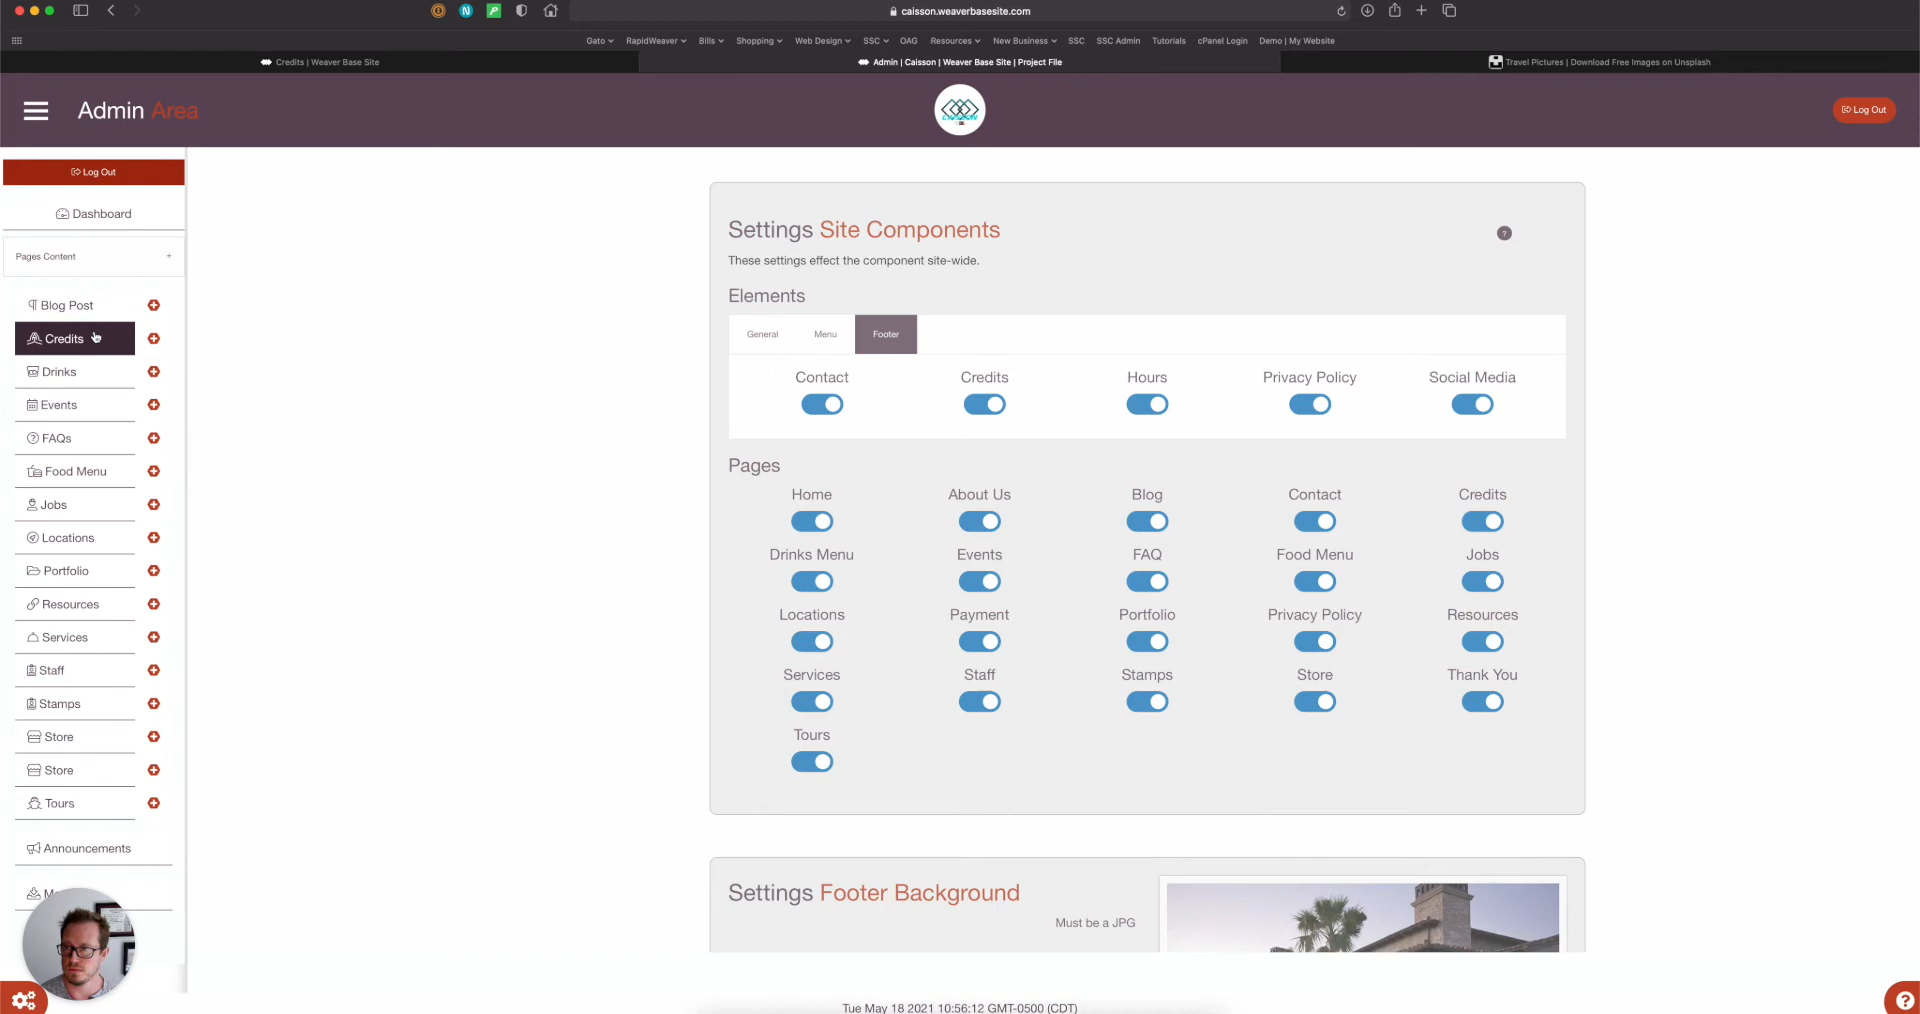 caisson.weaverbasesite.com
Gato RapidWeaver Bills Shopping Web Design SSC OAG Resources New Business SSC SSC Admin Tutorials cPanel Login Demo | My Website
Credits | Weaver Base Site
Admin | Caisson | Weaver Base Site | Project File
Travel Pictures | Download Free Images on Unsplash
Admin Area
Log Out
Log Out
Dashboard
Pages Content +
Blog Post
Credits
Drinks
Events
FAQs
Food Menu
Jobs
Locations
Portfolio
Resources
Services
Staff
Stamps
Store
Store
Tours
Announcements
Settings Site Components
?
These settings effect the component site-wide.
Elements
General Menu Footer
Contact Credits Hours Privacy Policy Social Media
Pages
Home About Us Blog Contact Credits
Drinks Menu Events FAQ Food Menu Jobs
Locations Payment Portfolio Privacy Policy Resources
Services Staff Stamps Store Thank You
Tours
Settings Footer Background
Must be a JPG
Tue May 18 2021 10:56:12 GMT-0500 (CDT)
?